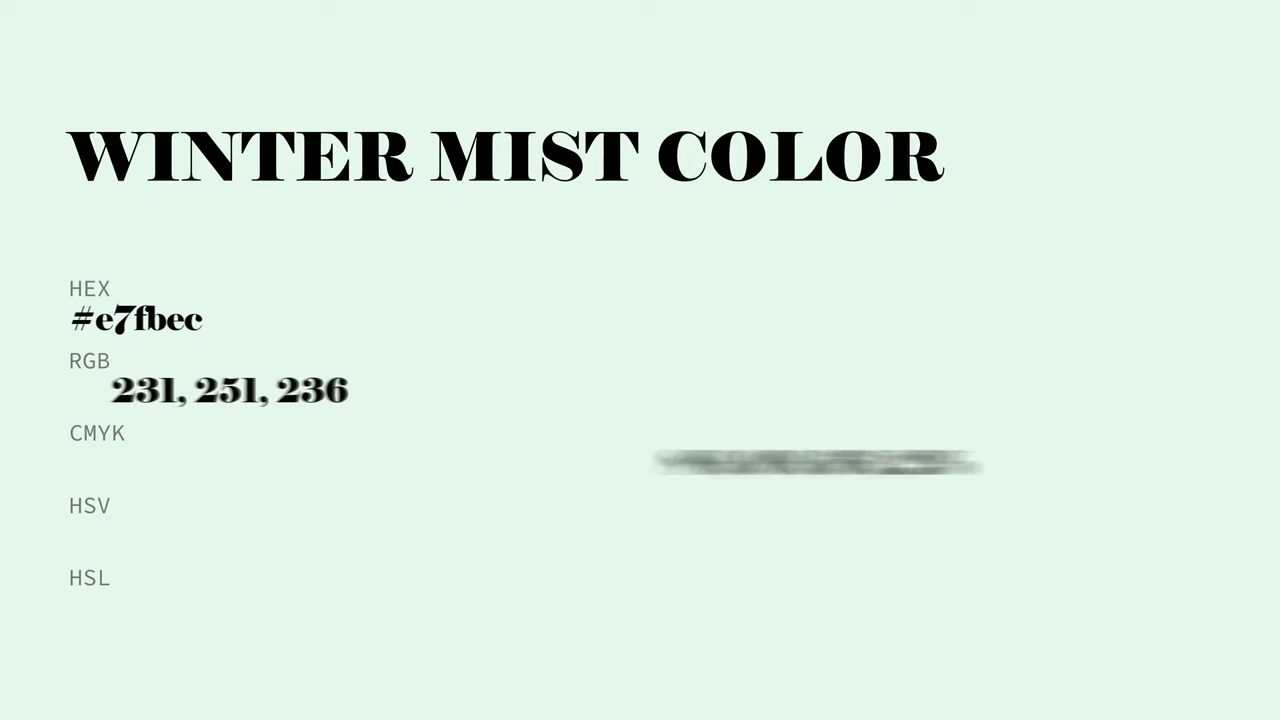 WINTER MIST COLOR
HEX
#e7fbec
RGB
231, 251, 236
CMYK
HSV
HSL